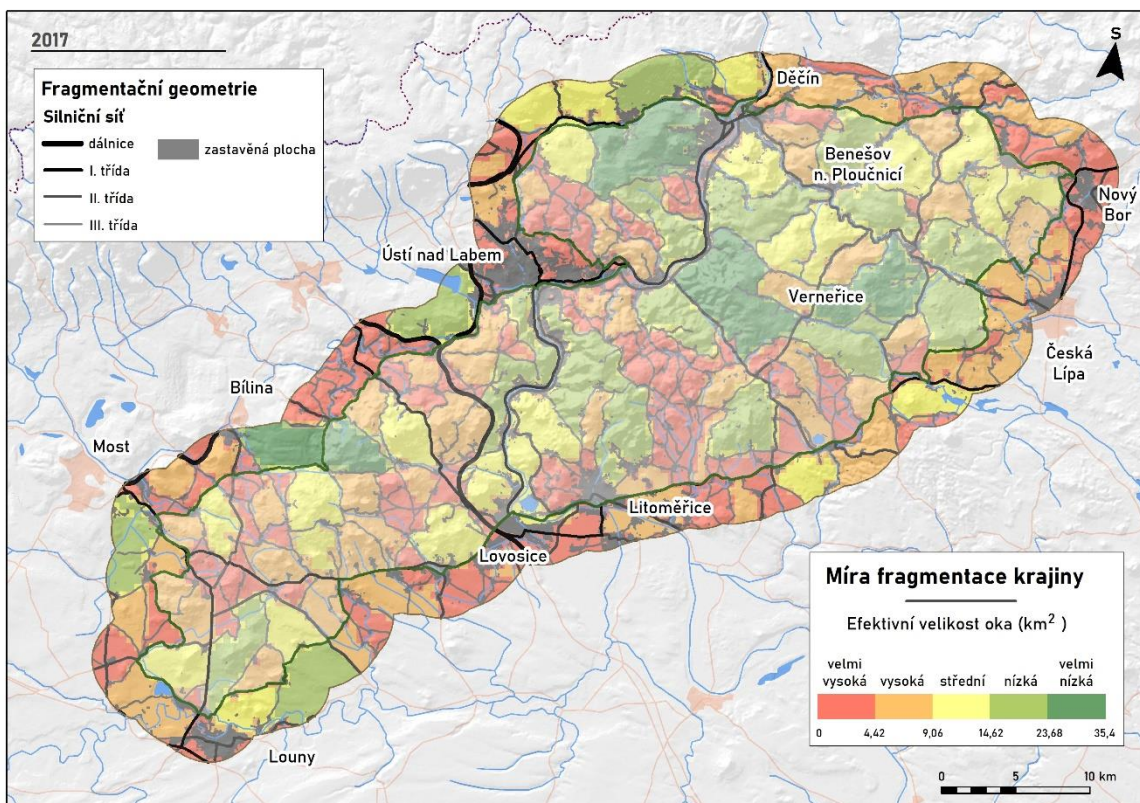 2017
Fragmentační geometrie
Silniční síť
dálnice
zastavěná plocha
I. třída
II. třída
III. třída
S
Děčín
Benešov
n. Ploučnicí
Nový
Bor
Ústí nad Labem
Verneřice
Česká
Lípa
Bílina
Most
Litoměřice
Lovosice
Louny
Míra fragmentace krajiny
Efektivní velikost oka (km² )
velmi vysoká
vysoká
střední
nízká
velmi nízká
0 4,42 9,06 14,62 23,68 35,4
0 5 10 km